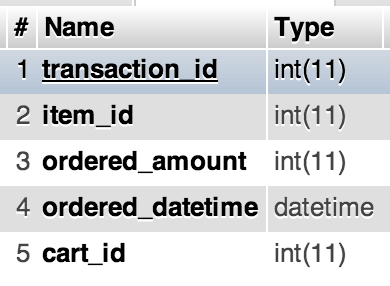 # Name Type
1 transaction_id int(11)
2 item_id int(11)
3 ordered_amount int(11)
4 ordered_datetime datetime
5 cart_id int(11)